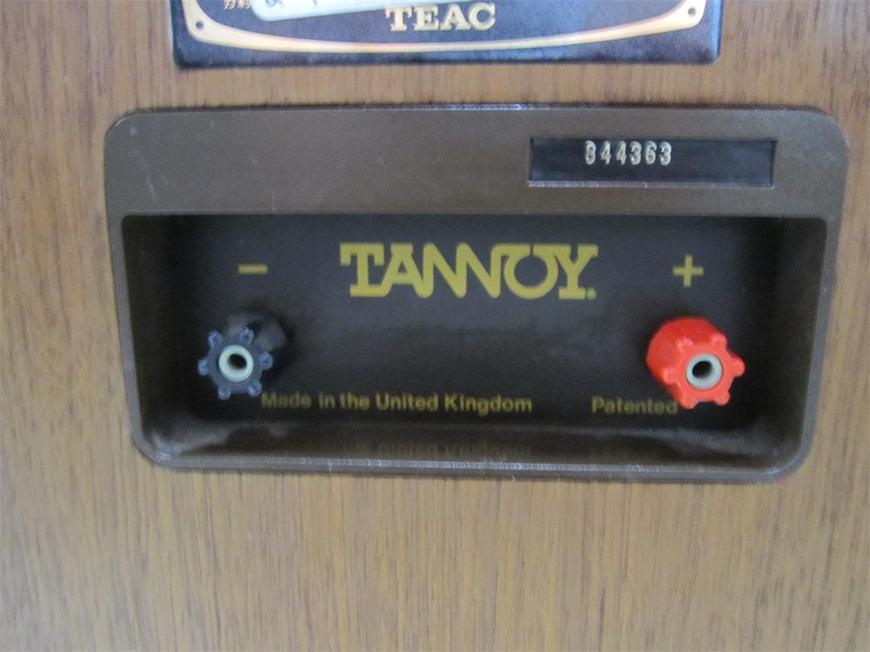 TEAC
844363
- TANNOY. +
Made in the United Kingdom Patented